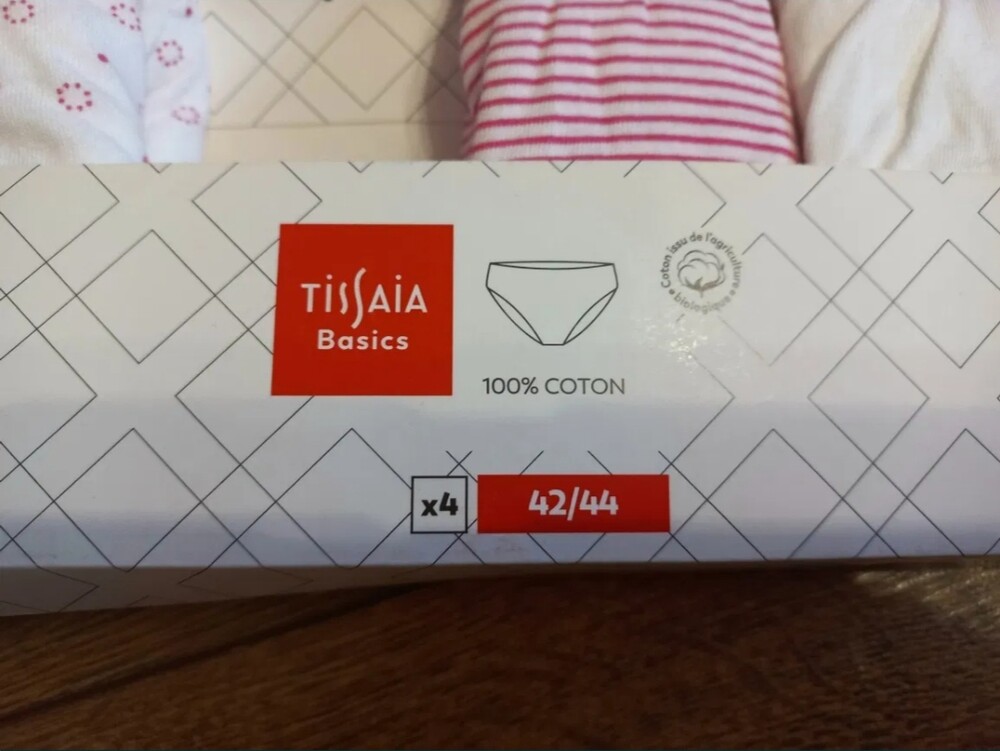 TISSAIA
Basics
100% COTON
Coton issu de l'agriculture
biologique
x4
42/44